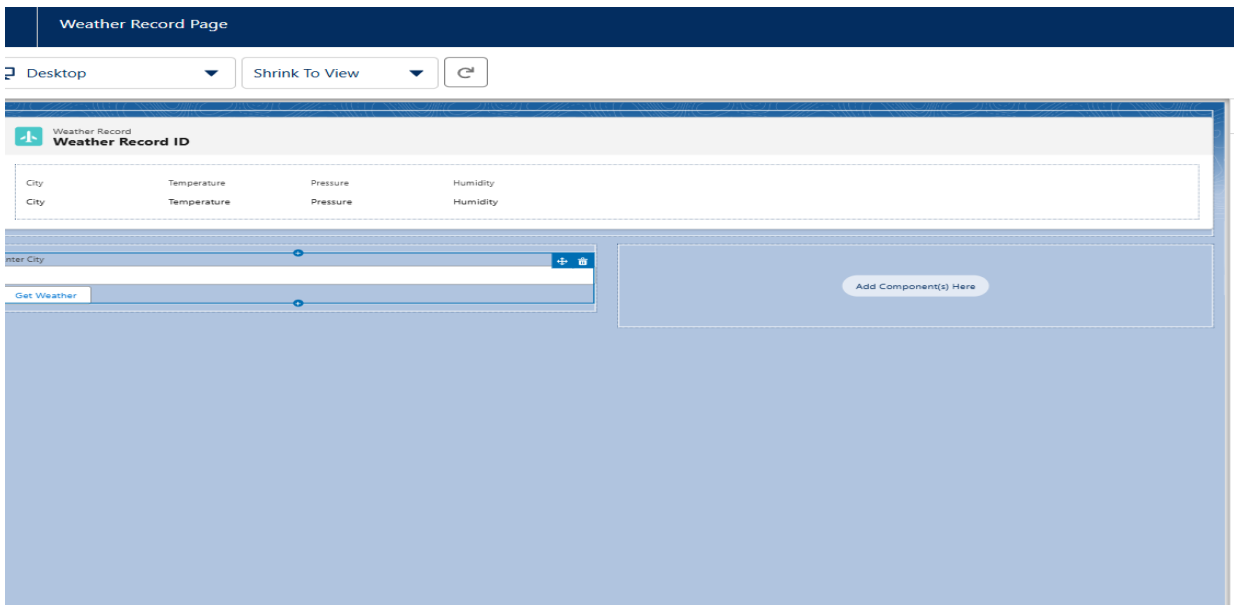 Weather Record Page
Desktop Shrink To View
Weather Record
Weather Record ID
City Temperature Pressure Humidity
City Temperature Pressure Humidity
nter City
Add Component(s) Here
Get Weather